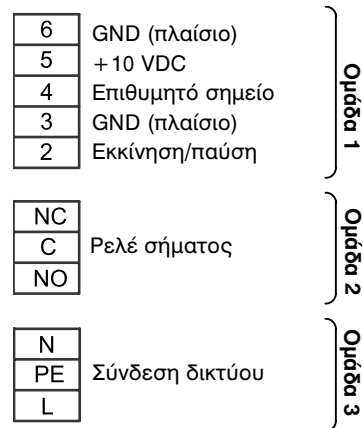 6 GND (πλαίσιο)
5 +10 VDC
4 Επιθυμητό σημείο
3 GND (πλαίσιο)
2 Εκκίνηση/παύση
Ομάδα 1
NC
C Ρελέ σήματος
NO
Ομάδα 2
N
PE Σύνδεση δικτύου
L
Ομάδα 3